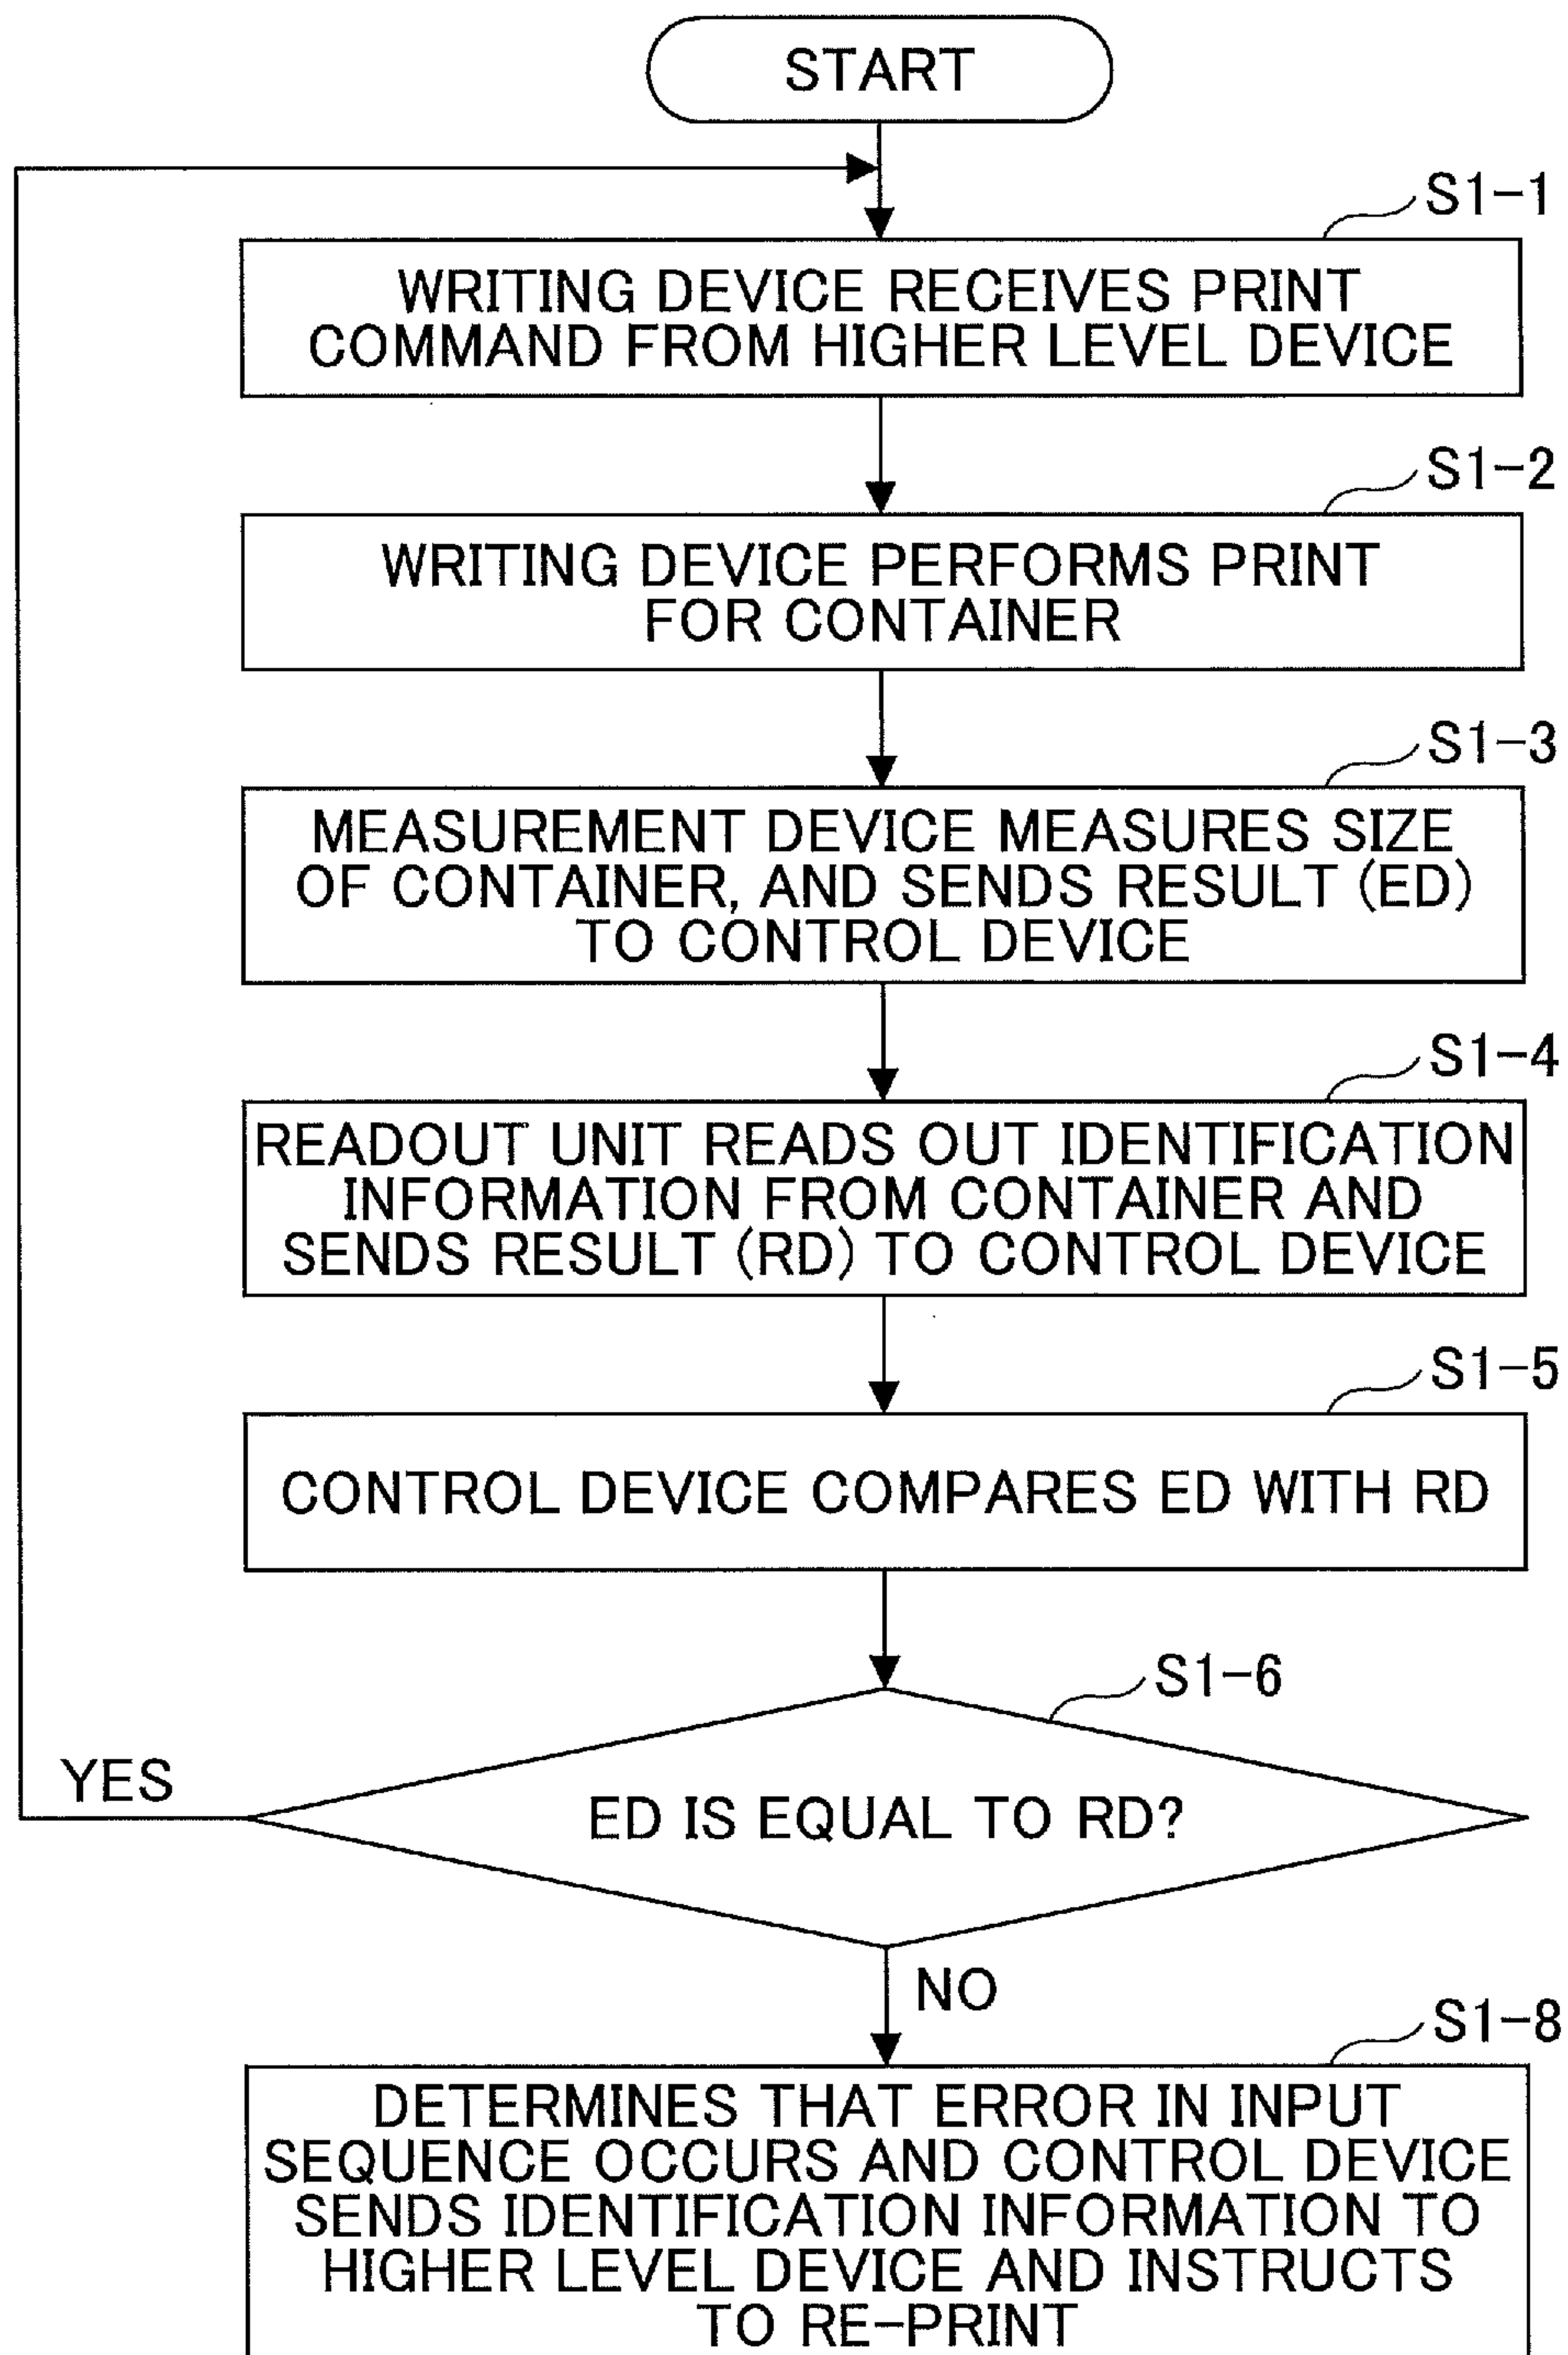 START
S1-1
WRITING DEVICE RECEIVES PRINT
COMMAND FROM HIGHER LEVEL DEVICE
S1-2
WRITING DEVICE PERFORMS PRINT
FOR CONTAINER
S1-3
MEASUREMENT DEVICE MEASURES SIZE
OF CONTAINER, AND SENDS RESULT (ED)
TO CONTROL DEVICE
S1-4
READOUT UNIT READS OUT IDENTIFICATION
INFORMATION FROM CONTAINER AND
SENDS RESULT (RD) TO CONTROL DEVICE
S1-5
CONTROL DEVICE COMPARES ED WITH RD
S1-6
YES
ED IS EQUAL TO RD?
NO
S1-8
DETERMINES THAT ERROR IN INPUT
SEQUENCE OCCURS AND CONTROL DEVICE
SENDS IDENTIFICATION INFORMATION TO
HIGHER LEVEL DEVICE AND INSTRUCTS
TO RE-PRINT